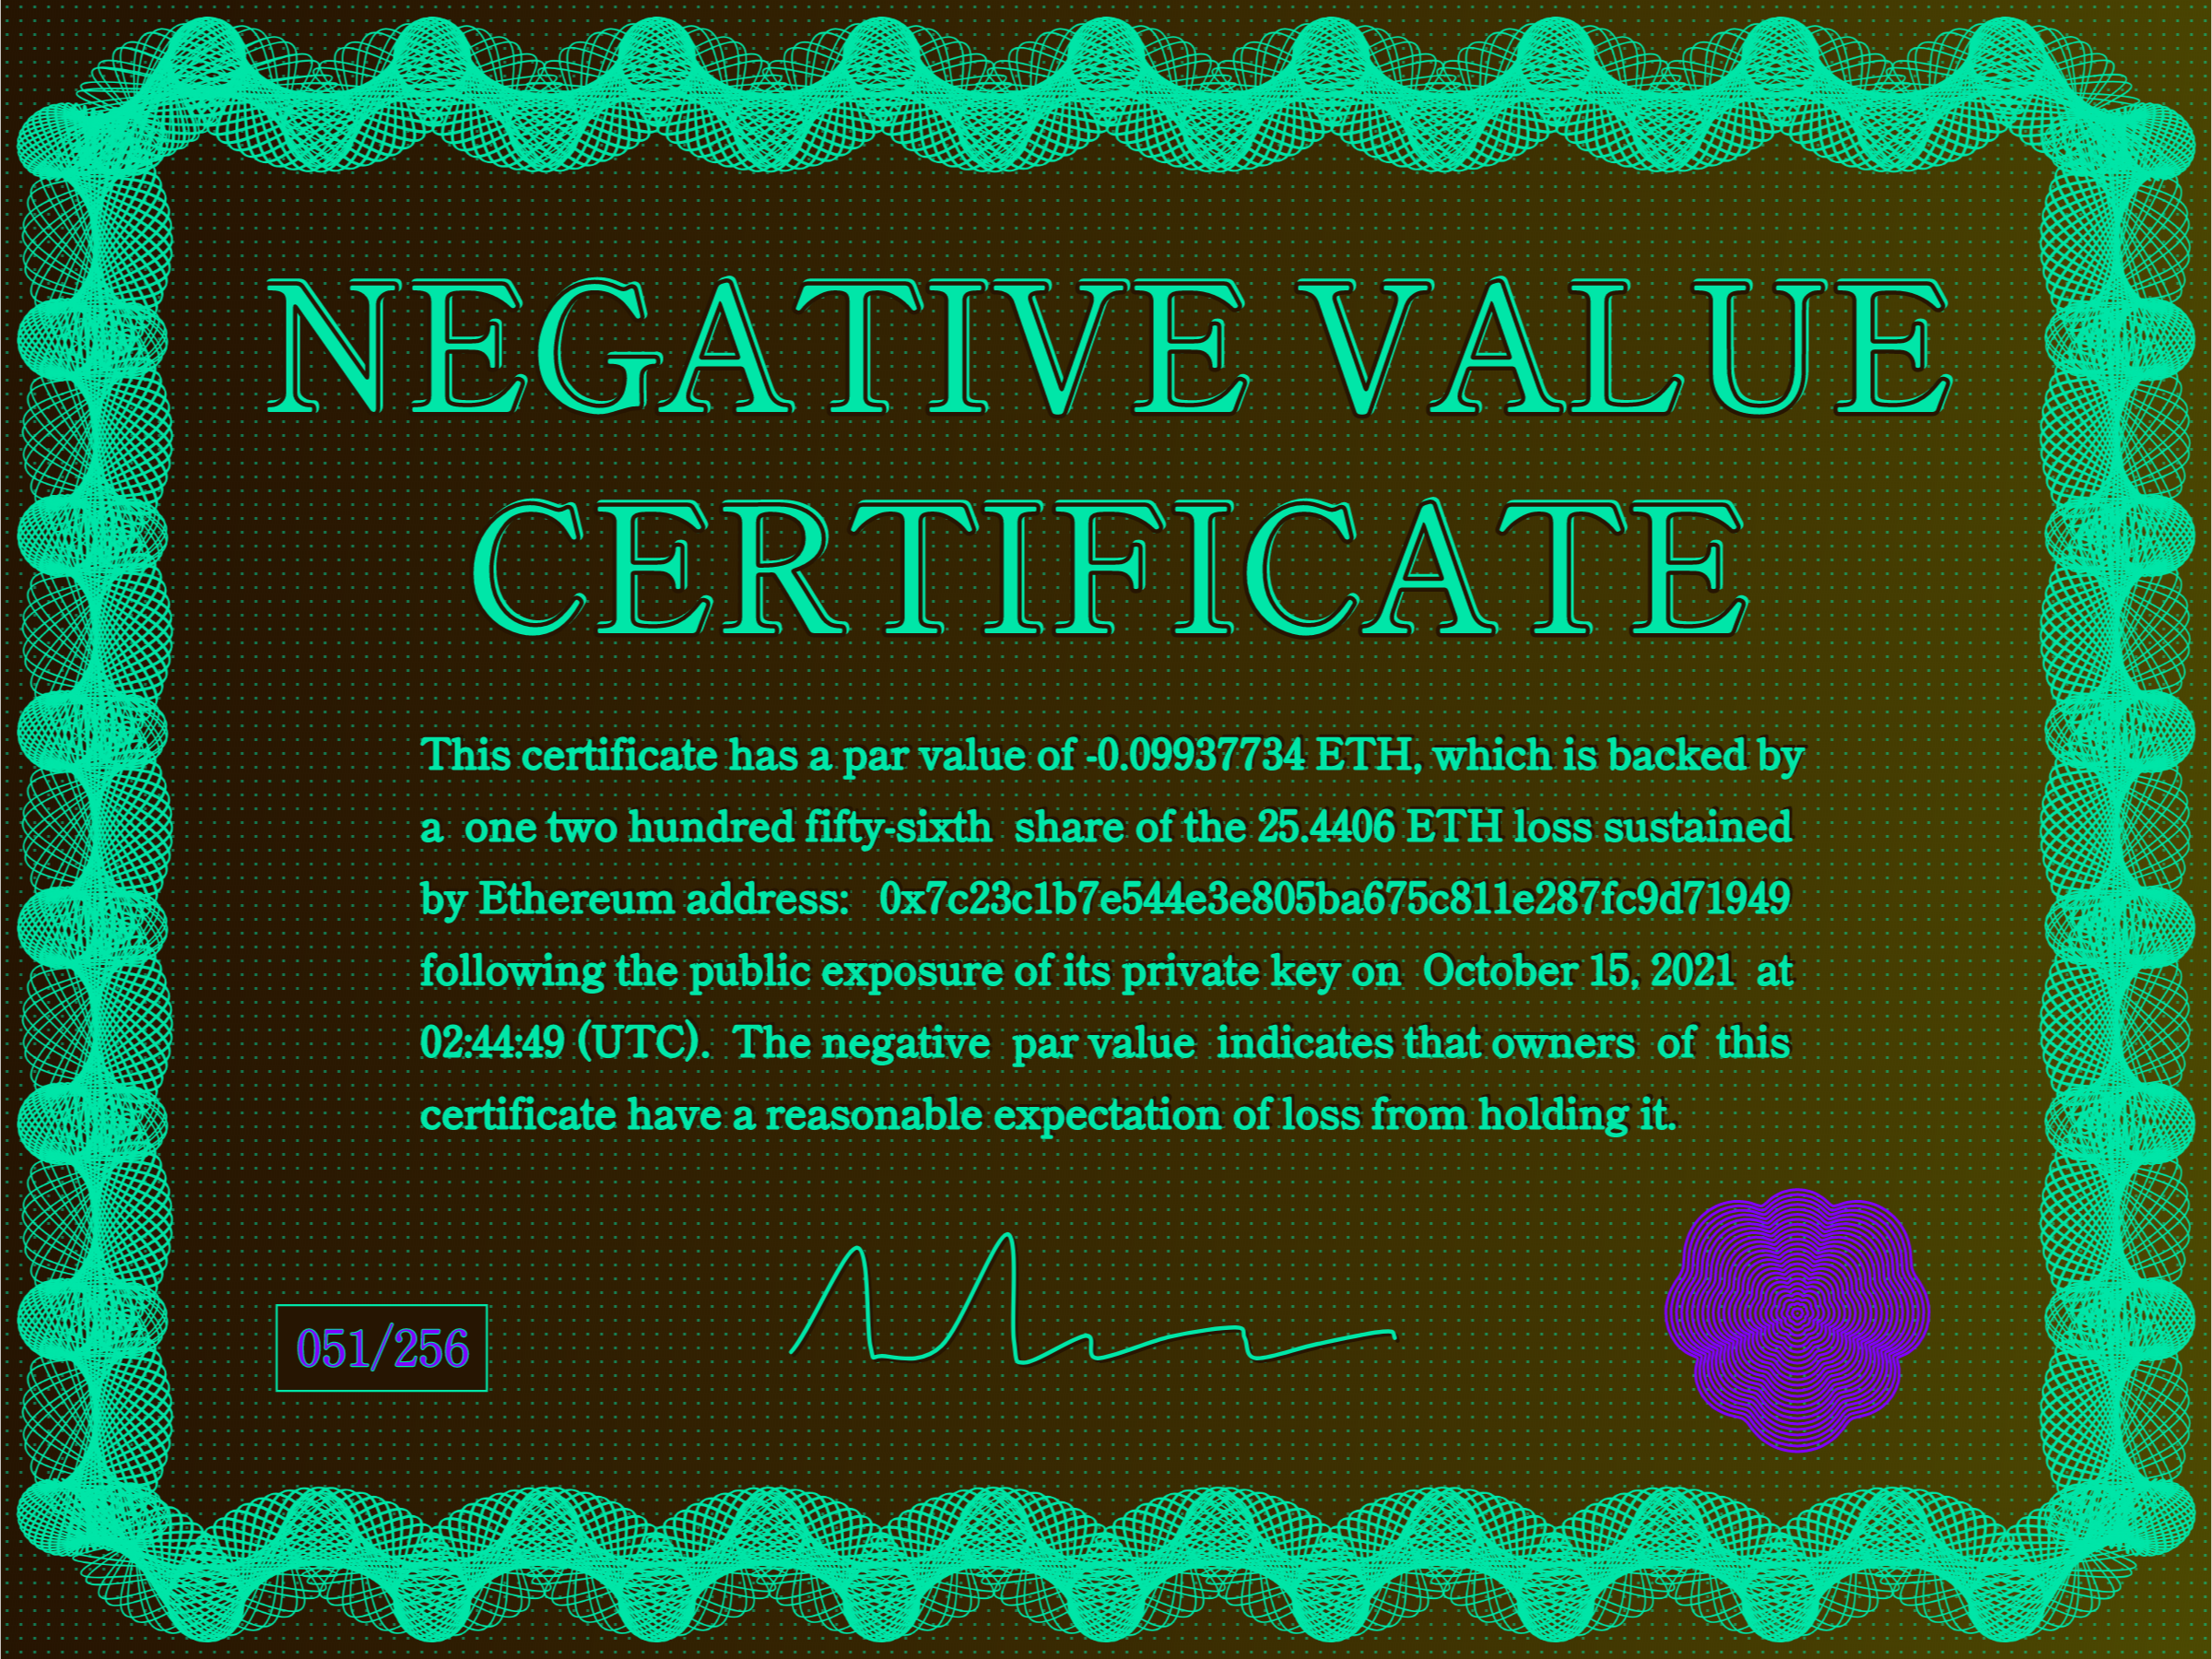 NEGATIVE VALUE
CERTIFICATE
This certificate has a par value of -0.09937734 ETH, which is backed by
a one two hundred fifty-sixth share of the 25.4406 ETH loss sustained
by Ethereum address: 0x7c23c1b7e544e3e805ba675c811e287fc9d71949
following the public exposure of its private key on October 15, 2021 at
02:44:49 (UTC). The negative par value indicates that owners of this
certificate have a reasonable expectation of loss from holding it.
051/256